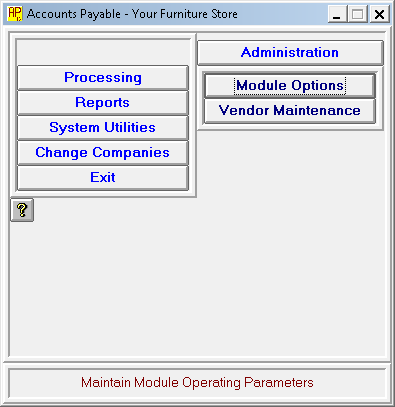 Accounts Payable - Your Furniture Store
Administration
Processing
Reports
System Utilities
Change Companies
Exit
Module Options
Vendor Maintenance
?
Maintain Module Operating Parameters